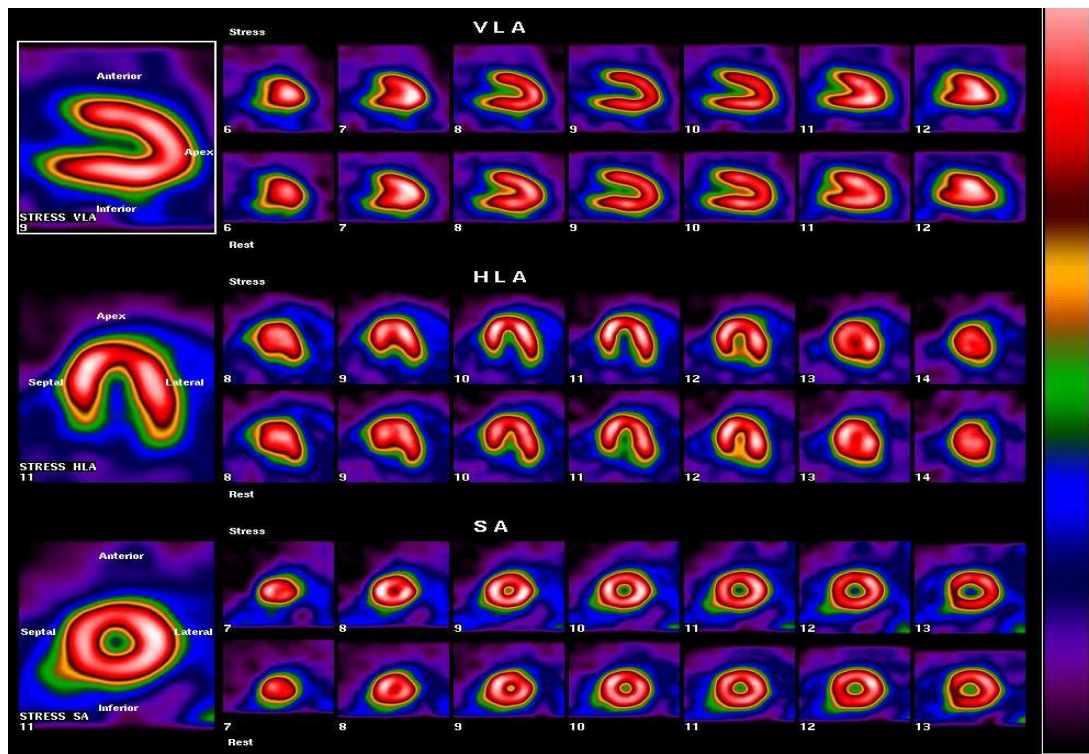 Stress VLA
Anterior
Apex
Inferior
STRESS VLA
9
6 7 8 9 10 11 12
6 7 8 9 10 11 12
Rest
Stress HLA
Apex
Septal Lateral
STRESS HLA
11
8 9 10 11 12 13 14
8 9 10 11 12 13 14
Rest
Stress SA
Anterior
Septal Lateral
Inferior
STRESS SA
11
7 8 9 10 11 12 13
7 8 9 10 11 12 13
Rest